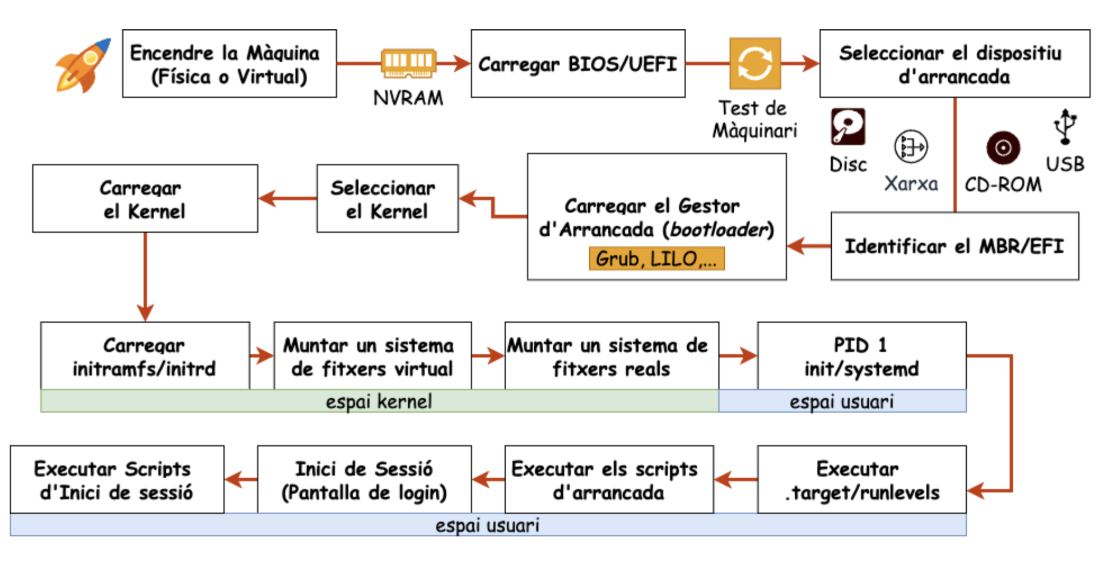 Encendre la Màquina
(Física o Virtual)
NVRAM
Carregar BIOS/UEFI
Test de
Màquinari
Seleccionar el dispositiu
d'arrancada
Disc
Xarxa
CD-ROM
USB
Identificar el MBR/EFI
Carregar el Gestor
d'Arrancada (bootloader)
Grub, LILO,...
Seleccionar
el Kernel
Carregar
el Kernel
Carregar
initramfs/initrd
Muntar un sistema
de fitxers virtual
Muntar un sistema de
fitxers reals
PID 1
init/systemd
espai kernel
espai usuari
Executar
.target/runlevels
Executar els scripts
d'arrancada
Inici de Sessió
(Pantalla de login)
Executar Scripts
d'Inici de sessió
espai usuari